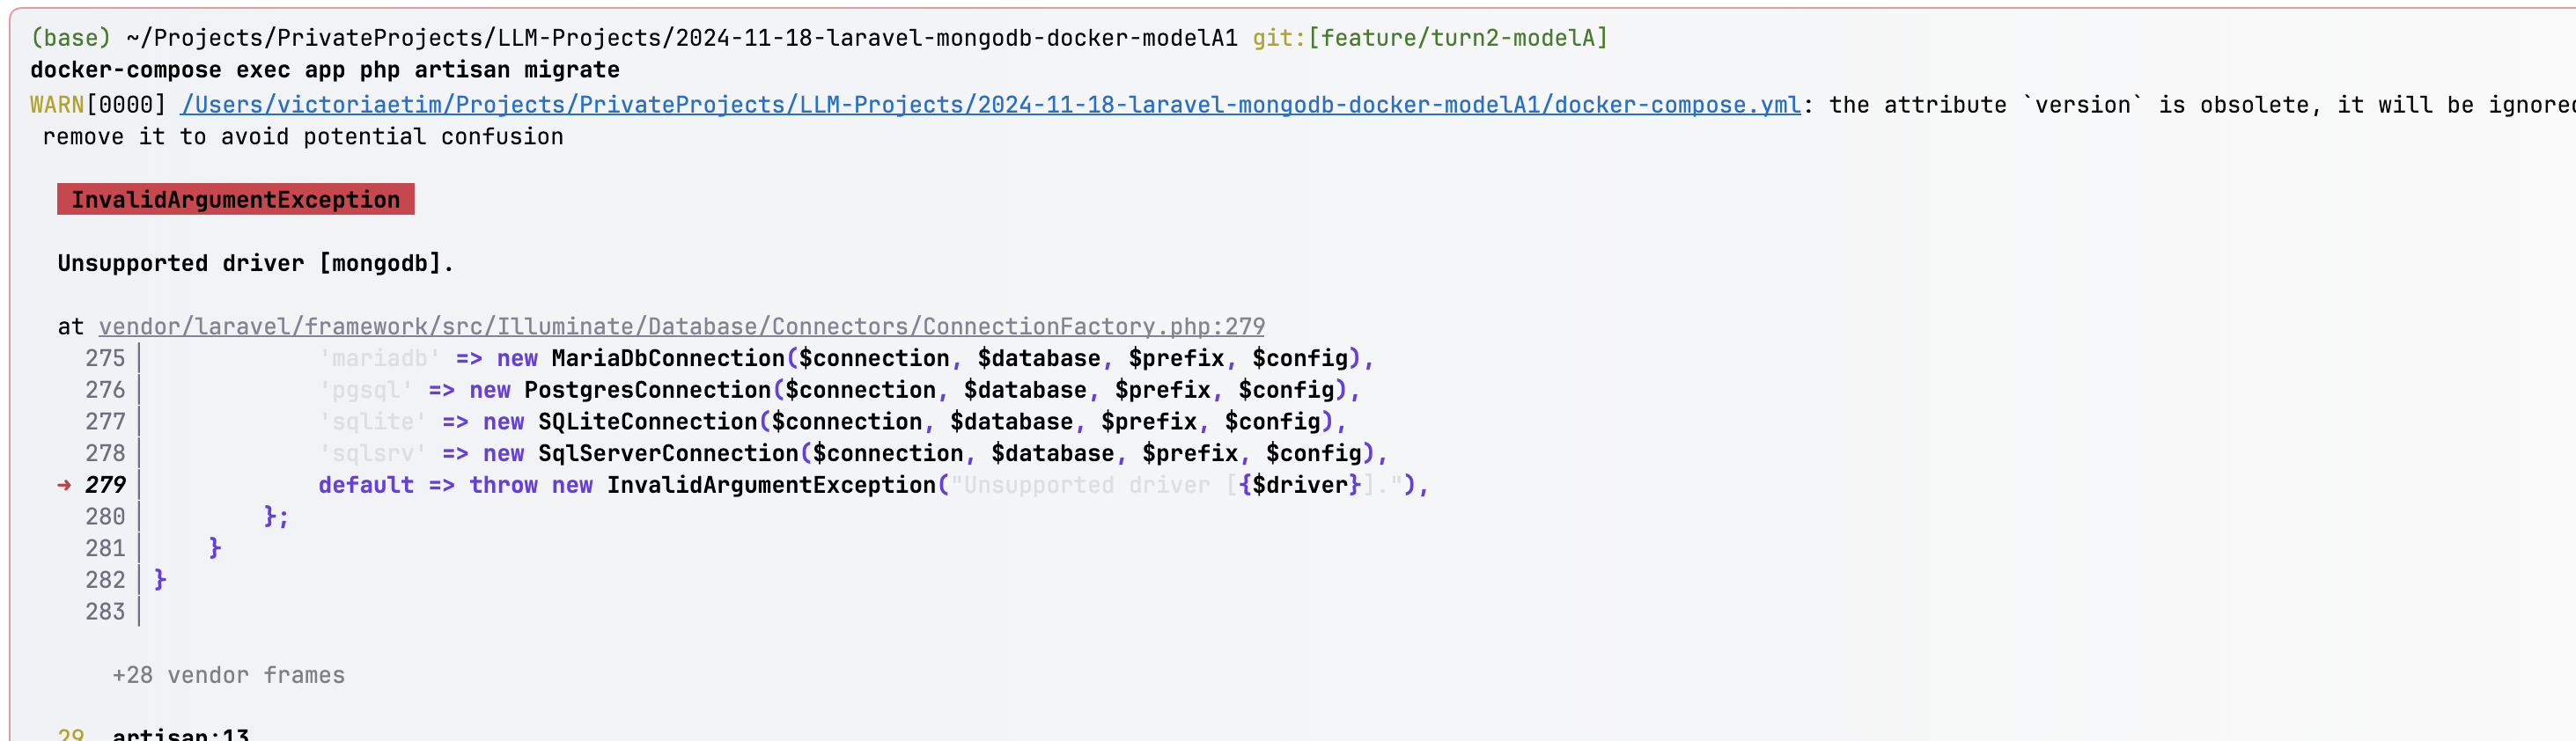 (base) ~/Projects/PrivateProjects/LLM-Projects/2024-11-18-laravel-mongodb-docker-modelA1 git:[feature/turn2-modelA]
docker-compose exec app php artisan migrate
WARN[0000] /Users/victoriaetim/Projects/PrivateProjects/LLM-Projects/2024-11-18-laravel-mongodb-docker-modelA1/docker-compose.yml: the attribute `version` is obsolete, it will be ignored
remove it to avoid potential confusion
InvalidArgumentException
Unsupported driver [mongodb].
at vendor/laravel/framework/src/Illuminate/Database/Connectors/ConnectionFactory.php:279
275| 'mariadb' => new MariaDbConnection($connection, $database, $prefix, $config),
276| 'pgsql' => new PostgresConnection($connection, $database, $prefix, $config),
277| 'sqlite' => new SQLiteConnection($connection, $database, $prefix, $config),
278| 'sqlsrv' => new SqlServerConnection($connection, $database, $prefix, $config),
➜ 279| default => throw new InvalidArgumentException("Unsupported driver [{$driver}]."),
280| };
281| }
282| }
283|
+28 vendor frames
29 artisan:13